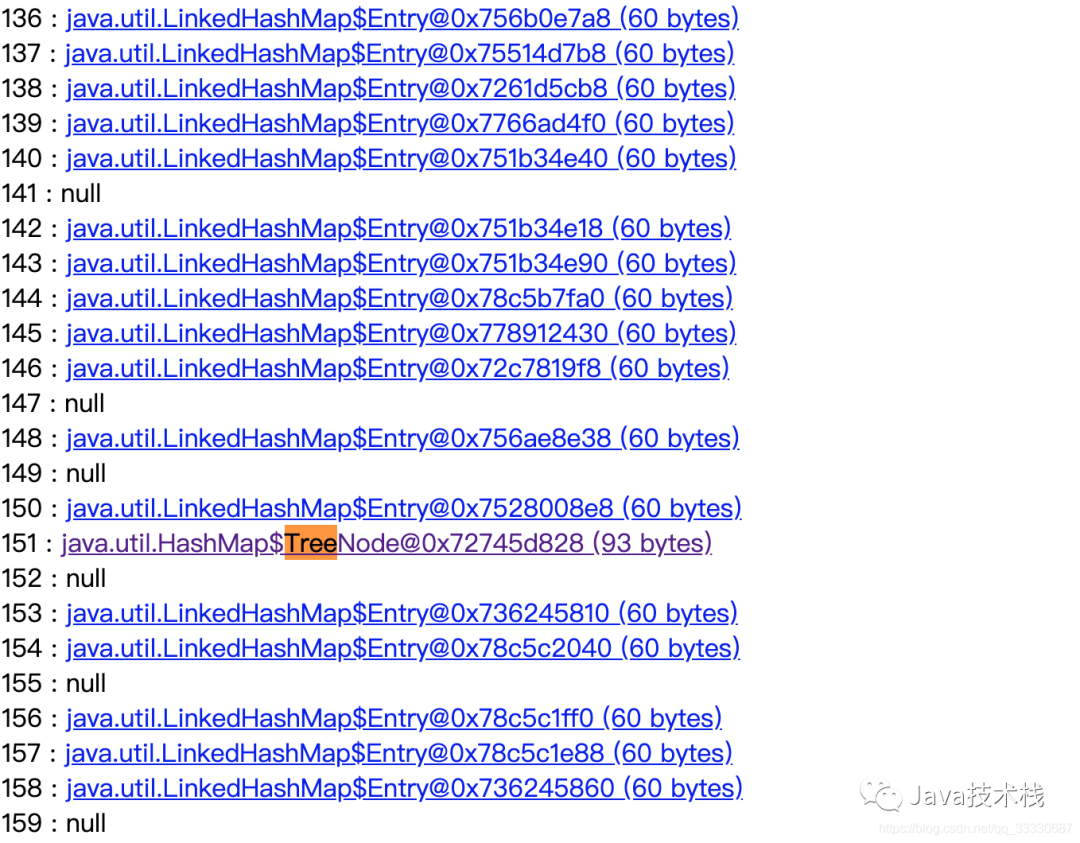 136 : java.util.LinkedHashMap$Entry@0x756b0e7a8 (60 bytes)
137 : java.util.LinkedHashMap$Entry@0x75514d7b8 (60 bytes)
138 : java.util.LinkedHashMap$Entry@0x7261d5cb8 (60 bytes)
139 : java.util.LinkedHashMap$Entry@0x7766ad4f0 (60 bytes)
140 : java.util.LinkedHashMap$Entry@0x751b34e40 (60 bytes)
141 : null
142 : java.util.LinkedHashMap$Entry@0x751b34e18 (60 bytes)
143 : java.util.LinkedHashMap$Entry@0x751b34e90 (60 bytes)
144 : java.util.LinkedHashMap$Entry@0x78c5b7fa0 (60 bytes)
145 : java.util.LinkedHashMap$Entry@0x778912430 (60 bytes)
146 : java.util.LinkedHashMap$Entry@0x72c7819f8 (60 bytes)
147 : null
148 : java.util.LinkedHashMap$Entry@0x756ae8e38 (60 bytes)
149 : null
150 : java.util.LinkedHashMap$Entry@0x7528008e8 (60 bytes)
151 : java.util.HashMap$TreeNode@0x72745d828 (93 bytes)
152 : null
153 : java.util.LinkedHashMap$Entry@0x736245810 (60 bytes)
154 : java.util.LinkedHashMap$Entry@0x78c5c2040 (60 bytes)
155 : null
156 : java.util.LinkedHashMap$Entry@0x78c5c1ff0 (60 bytes)
157 : java.util.LinkedHashMap$Entry@0x78c5c1e88 (60 bytes)
158 : java.util.LinkedHashMap$Entry@0x736245860 (60 bytes)
159 : null
Java技术栈
https://blog.csdn.net/qq_33330687